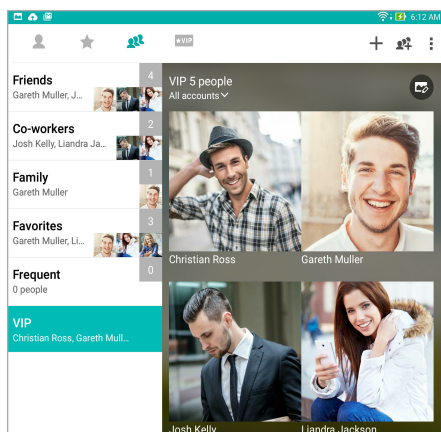 6:12 AM
VIP
Friends
4
Gareth Muller, J...
Co-workers
2
Josh Kelly, Liandra Ja...
Family
1
Gareth Muller
Favorites
3
Gareth Muller, Li...
Frequent
0
0 people
VIP
Christian Ross, Gareth Mull...
VIP 5 people
All accounts
Christian Ross
Gareth Muller
Josh Kelly
Liandra Jackson